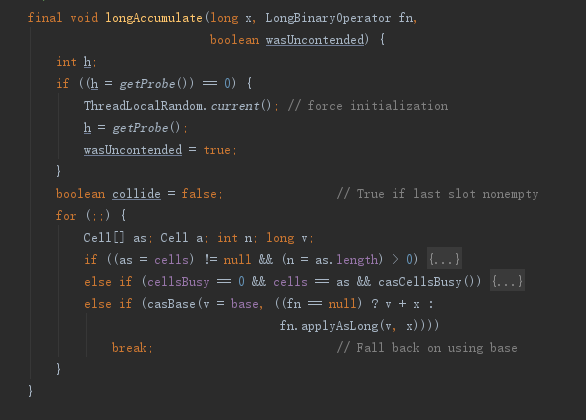 final void longAccumulate(long x, LongBinaryOperator fn,
                          boolean wasUncontended) {
    int h;
    if ((h = getProbe()) == 0) {
        ThreadLocalRandom.current(); // force initialization
        h = getProbe();
        wasUncontended = true;
    }
    boolean collide = false;                // True if last slot nonempty
    for (;;) {
        Cell[] as; Cell a; int n; long v;
        if ((as = cells) != null && (n = as.length) > 0) {...}
        else if (cellsBusy == 0 && cells == as && casCellsBusy()) {...}
        else if (casBase(v = base, ((fn == null) ? v + x :
                                    fn.applyAsLong(v, x))))
            break;                          // Fall back on using base
    }
}